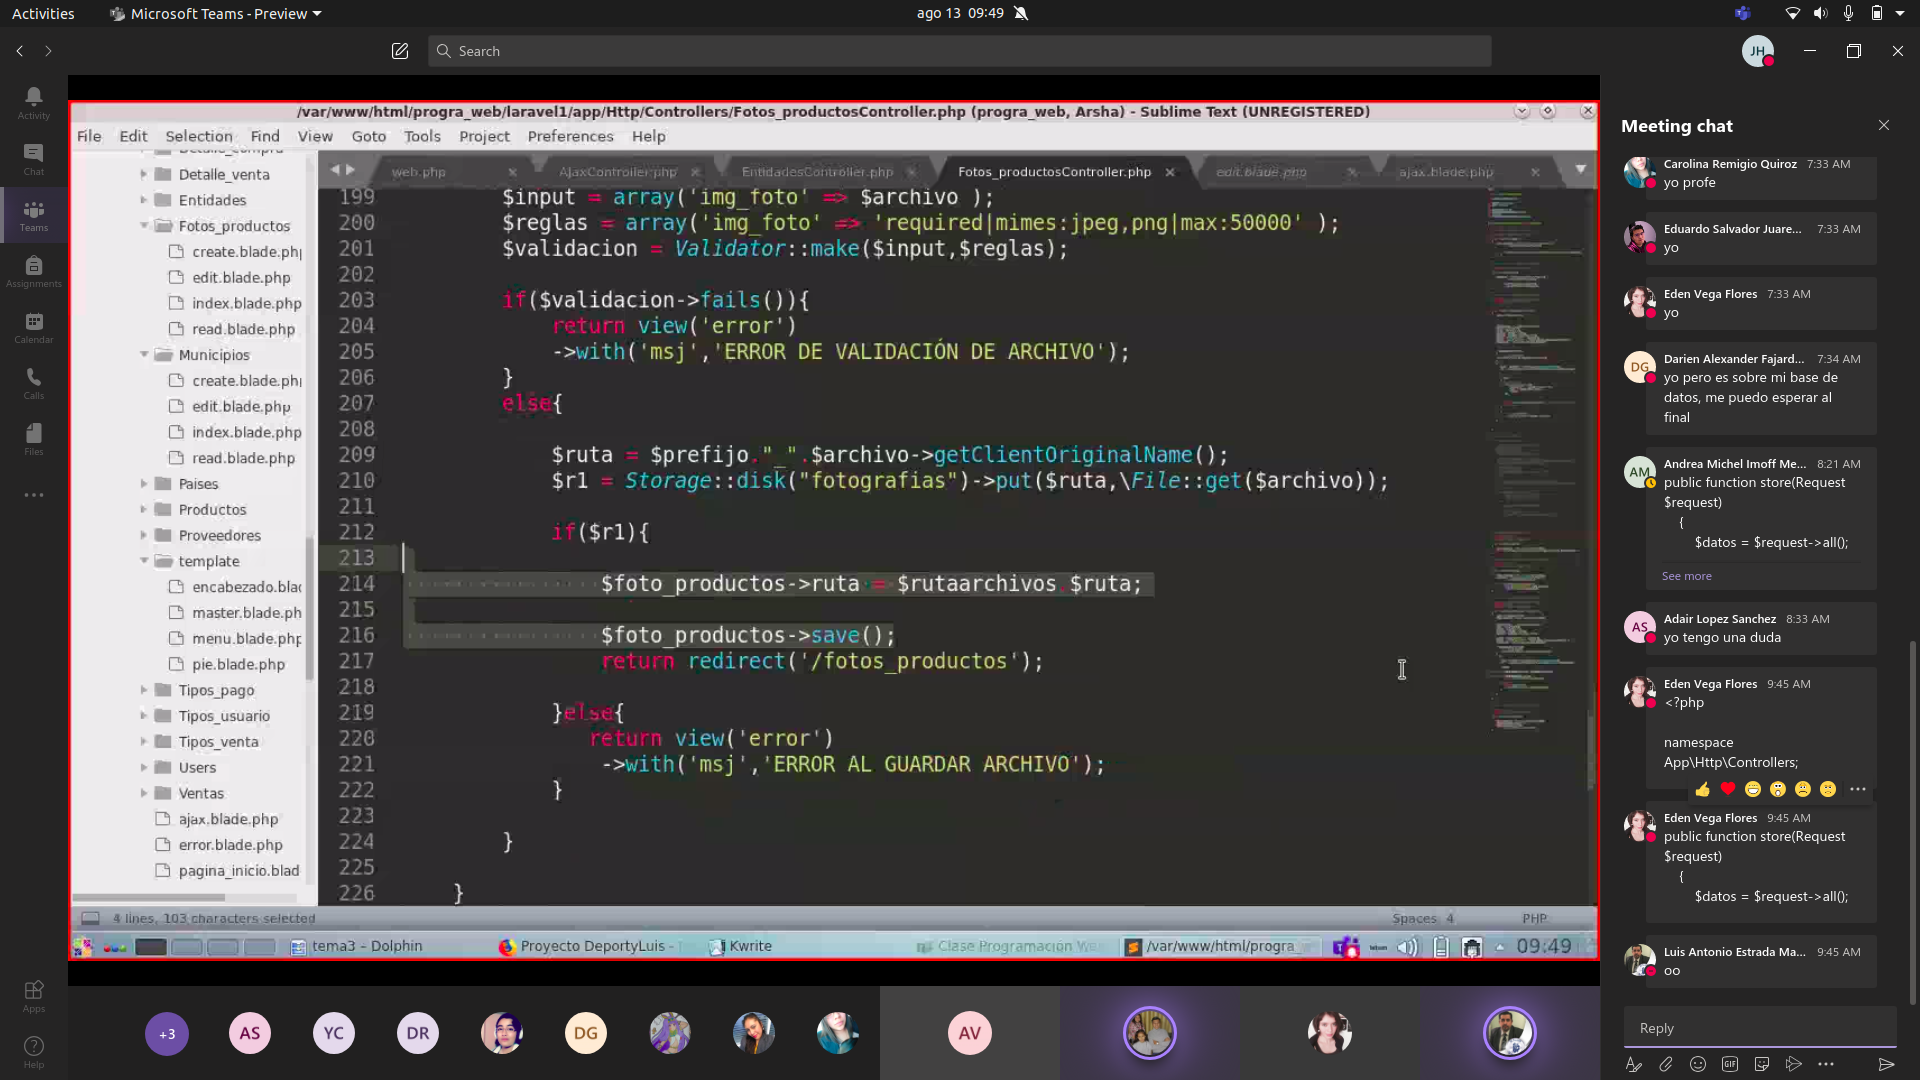 Activities
Microsoft Teams - Preview
ago 13 09:49
Search
JH
Activity
Chat
Teams
Assignments
Calendar
Calls
Files
Apps
Help
/var/www/html/progra_web/laravel1/app/Http/Controllers/Fotos_productosController.php (progra_web, Arsha) - Sublime Text (UNREGISTERED)
File Edit Selection Find View Goto Tools Project Preferences Help
Detalle_compra
Detalle_venta
Entidades
Fotos_productos
create.blade.php
edit.blade.php
index.blade.php
read.blade.php
Municipios
create.blade.php
edit.blade.php
index.blade.php
read.blade.php
Paises
Productos
Proveedores
template
encabezado.blad
master.blade.ph
menu.blade.php
pie.blade.php
Tipos_pago
Tipos_usuario
Tipos_venta
Users
Ventas
ajax.blade.php
error.blade.php
pagina_inicio.blad
web.php AjaxController.php EntidadesController.php Fotos_productosController.php edit.blade.php ajax.blade.php
199 $input = array('img_foto' => $archivo );
200 $reglas = array('img_foto' => 'required|mimes:jpeg,png|max:50000' );
201 $validacion = Validator::make($input,$reglas);
202
203 if($validacion->fails()){
204 return view('error')
205 ->with('msj','ERROR DE VALIDACIÓN DE ARCHIVO');
206 }
207 else{
208
209 $ruta = $prefijo."_".$archivo->getClientOriginalName();
210 $r1 = Storage::disk("fotografias")->put($ruta,\File::get($archivo));
211
212 if($r1){
213
214 $foto_productos->ruta = $rutaarchivos.$ruta;
215
216 $foto_productos->save();
217 return redirect('/fotos_productos');
218
219 }else{
220 return view('error')
221 ->with('msj','ERROR AL GUARDAR ARCHIVO');
222 }
223
224 }
225
226 }
4 lines, 103 characters selected
Spaces: 4
PHP
tema3 – Dolphin
Proyecto DeportyLuis -
Kwrite
Clase Programación We
/var/www/html/progra_w
09:49
+3
AS
YC
DR
DG
AV
Meeting chat
Carolina Remigio Quiroz 7:33 AM
yo profe
Eduardo Salvador Juare... 7:33 AM
yo
Eden Vega Flores 7:33 AM
yo
DG
Darien Alexander Fajard... 7:34 AM
yo pero es sobre mi base de
datos, me puedo esperar al
final
AM
Andrea Michel Imoff Me... 8:21 AM
public function store(Request
$request)
{
$datos = $request->all();
See more
AS
Adair Lopez Sanchez 8:33 AM
yo tengo una duda
Eden Vega Flores 9:45 AM
<?php
namespace
App\Http\Controllers;
Eden Vega Flores 9:45 AM
public function store(Request
$request)
{
$datos = $request->all();
Luis Antonio Estrada Ma... 9:45 AM
oo
Reply
GIF